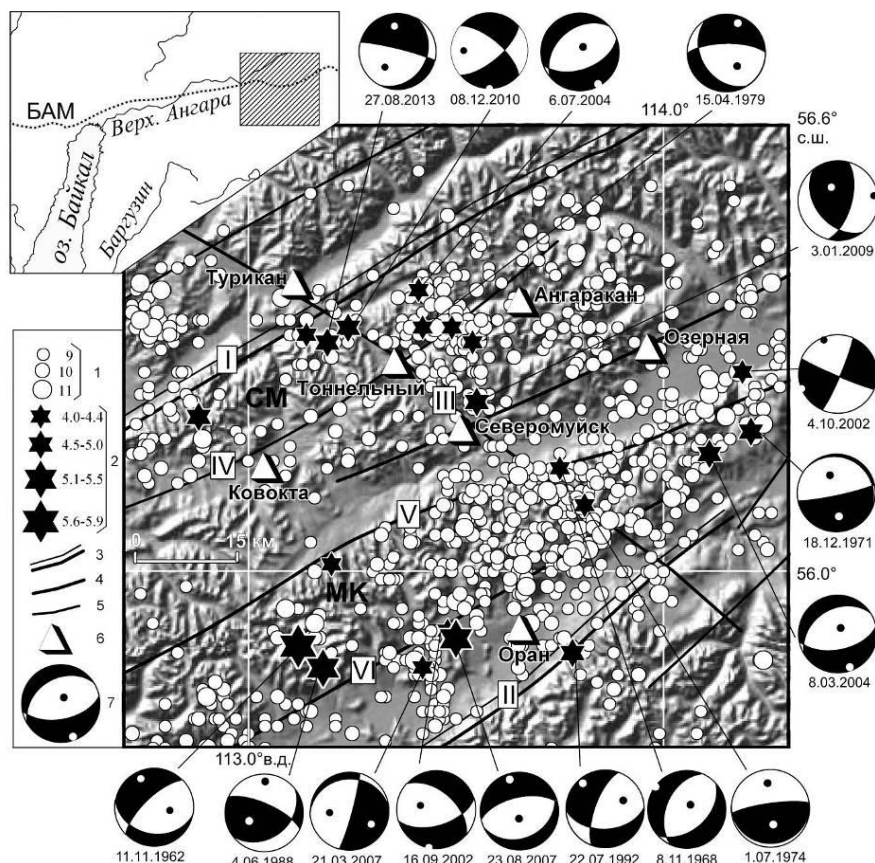 БАМ
Верх. Ангара
оз. Байкал
Баргузин
27.08.2013
08.12.2010
6.07.2004
15.04.1979
114.0°
56.6°
с.ш.
3.01.2009
Турикан
Ангаракан
Озерная
I
Тоннельный
СМ
III
Северомуйск
4.10.2002
IV
Ковокта
V
18.12.1971
0 15 км
56.0°
МК
Оран
V
II
8.03.2004
9
10
11
1
4.0-4.4
4.5-5.0
5.1-5.5
5.6-5.9
2
3
4
5
6
7
113.0°в.д.
11.11.1962
4.06.1988
21.03.2007
16.09.2002
23.08.2007
22.07.1992
8.11.1968
1.07.1974